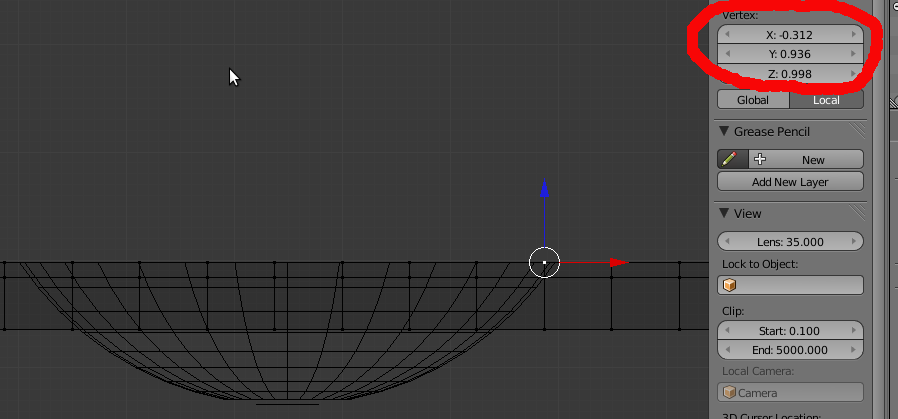 Vertex:
X: -0.312
Y: 0.936
Z: 0.998
Global Local
Grease Pencil
New
Add New Layer
View
Lens: 35.000
Lock to Object:
Clip:
Start: 0.100
End: 5000.000
Local Camera:
Camera
3D Cursor Location: